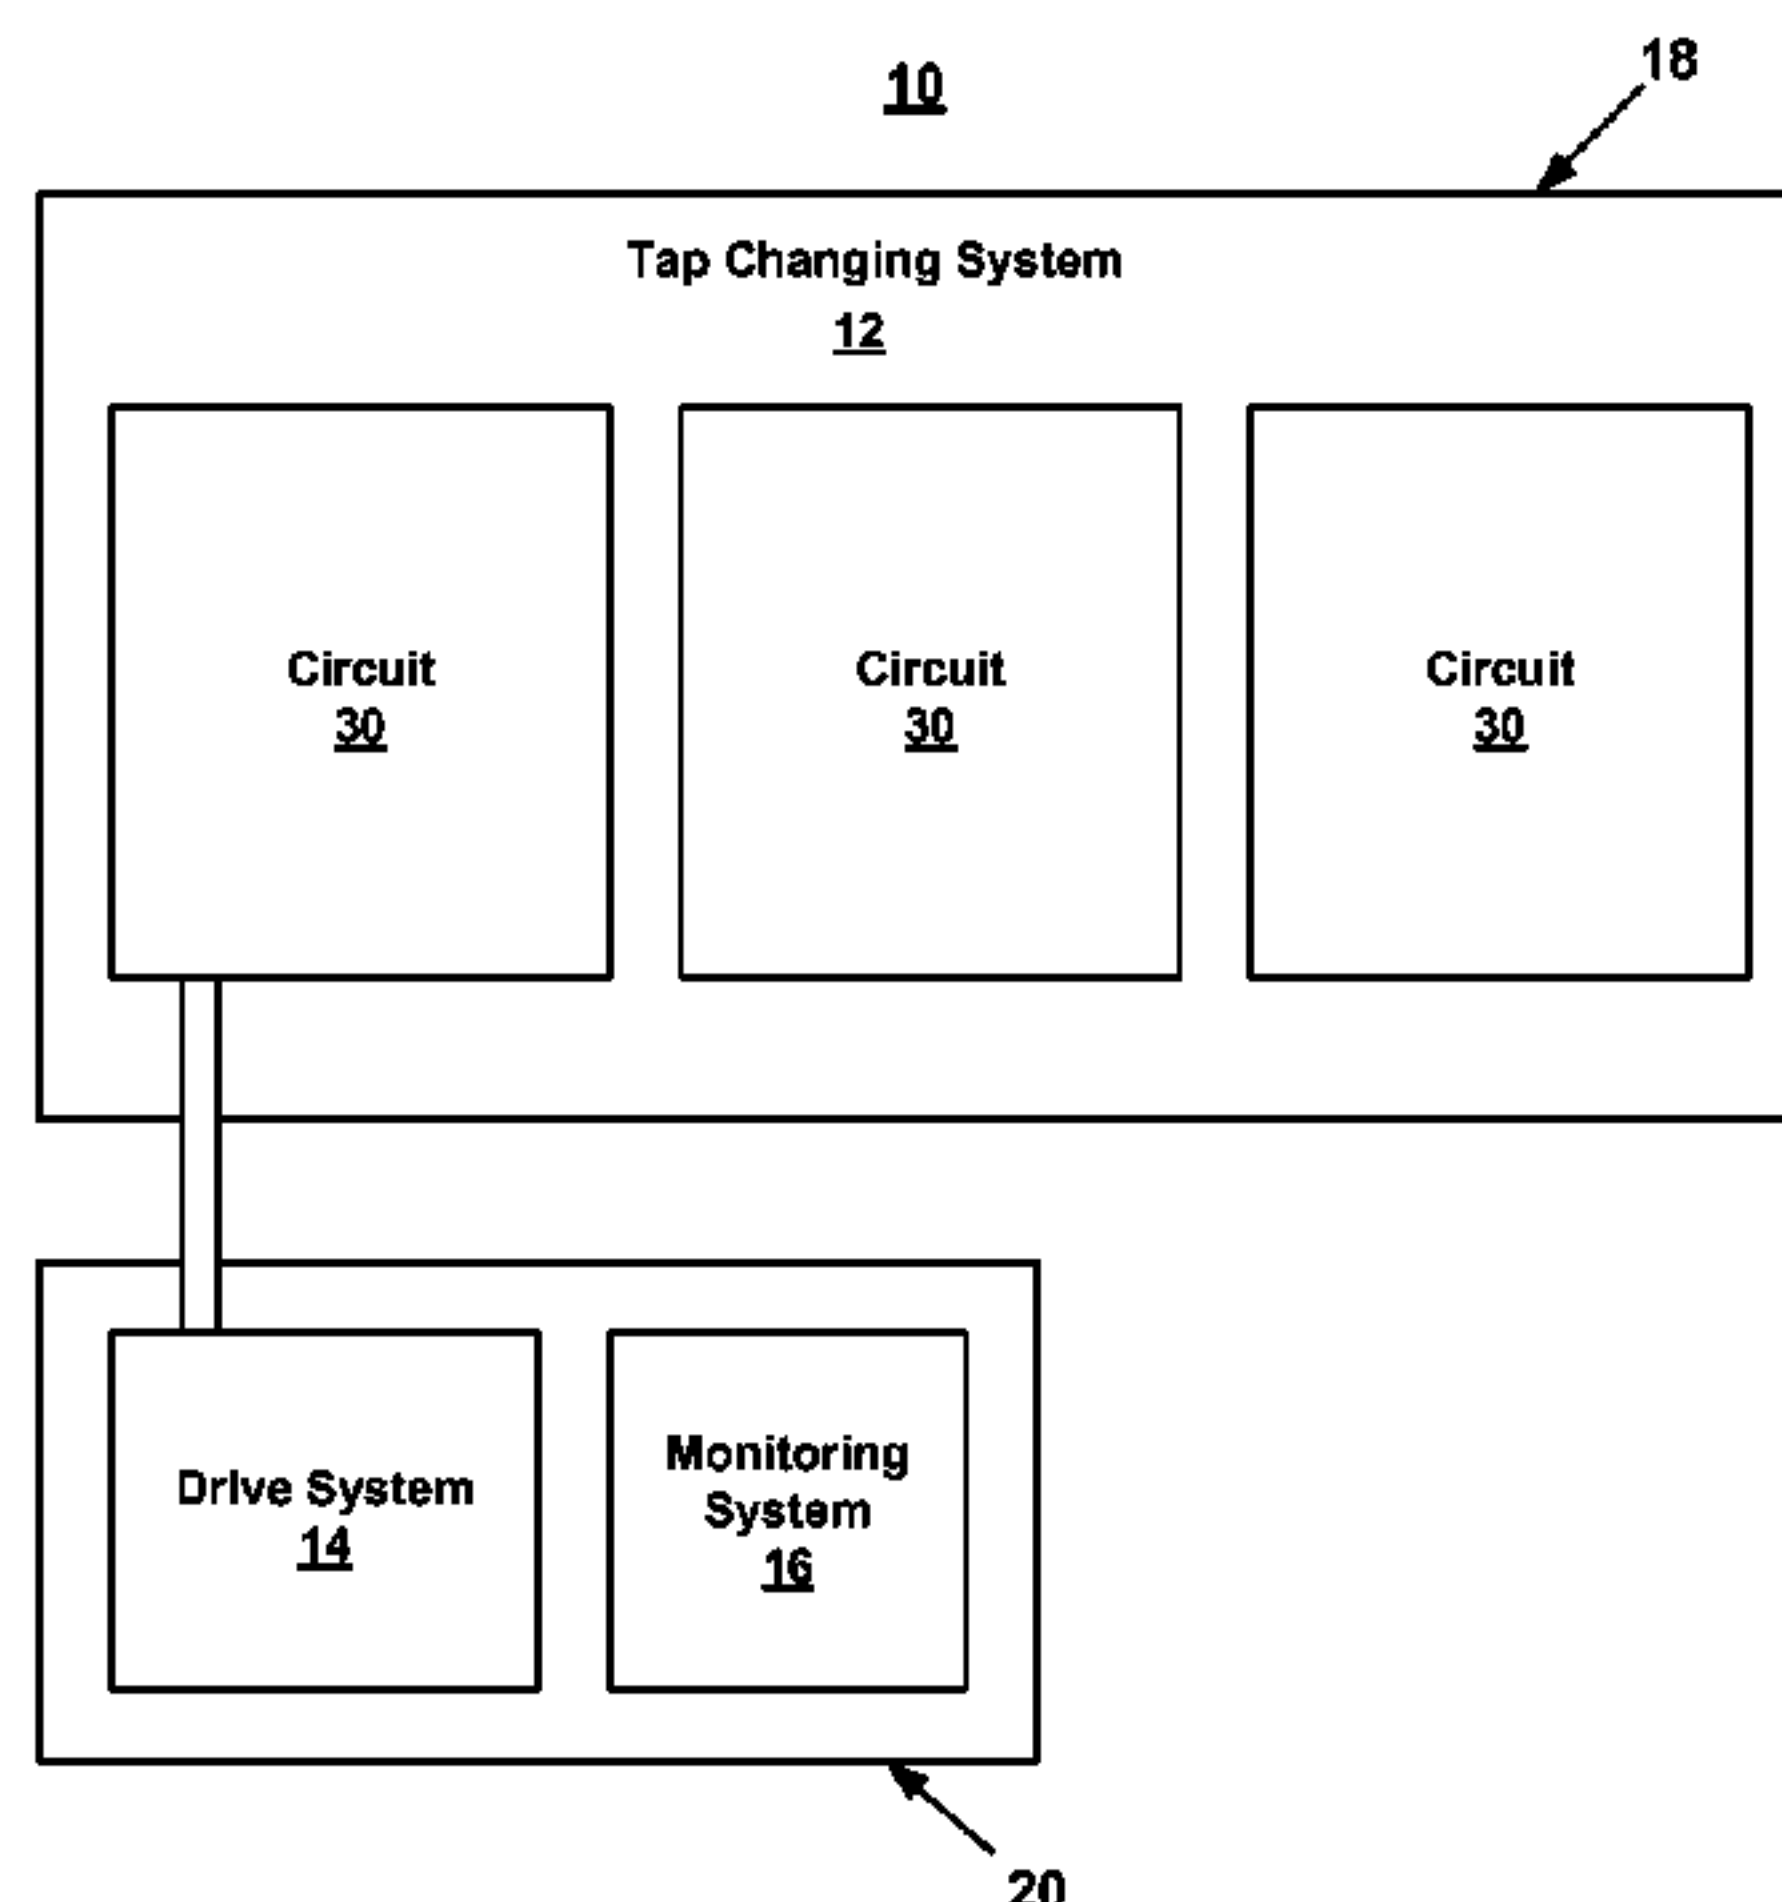 10
18
Tap Changing System
12
Circuit
30
Circuit
30
Circuit
30
Drive System
14
Monitoring
System
16
20